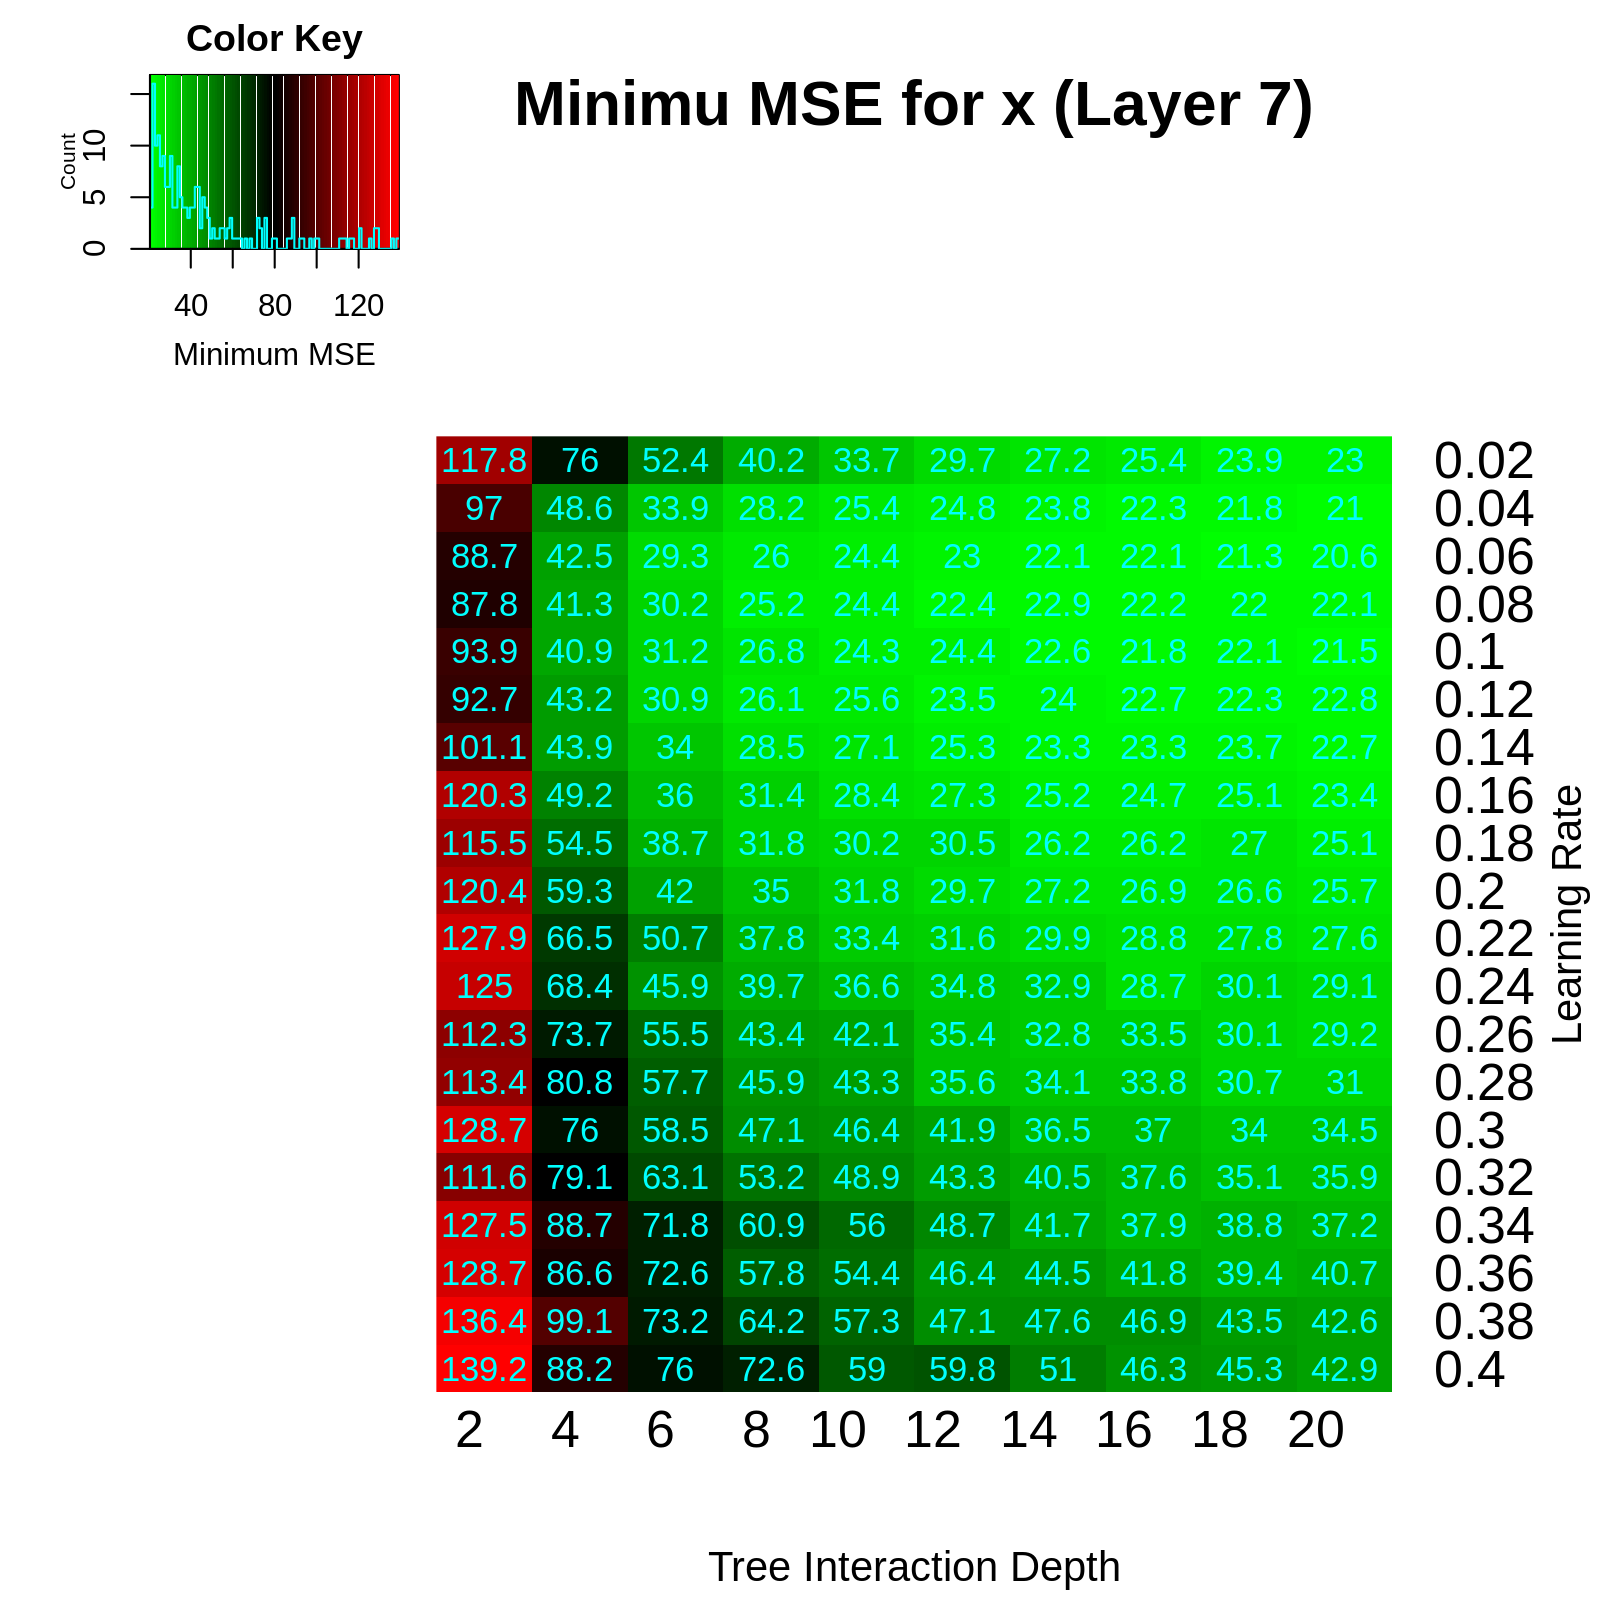 Color Key
Minimu MSE for x (Layer 7)
Count
0 5 10
40 80 120
Minimum MSE
117.8 76 52.4 40.2 33.7 29.7 27.2 25.4 23.9 23 0.02
97 48.6 33.9 28.2 25.4 24.8 23.8 22.3 21.8 21 0.04
88.7 42.5 29.3 26 24.4 23 22.1 22.1 21.3 20.6 0.06
87.8 41.3 30.2 25.2 24.4 22.4 22.9 22.2 22 22.1 0.08
93.9 40.9 31.2 26.8 24.3 24.4 22.6 21.8 22.1 21.5 0.1
92.7 43.2 30.9 26.1 25.6 23.5 24 22.7 22.3 22.8 0.12
101.1 43.9 34 28.5 27.1 25.3 23.3 23.3 23.7 22.7 0.14
120.3 49.2 36 31.4 28.4 27.3 25.2 24.7 25.1 23.4 0.16
115.5 54.5 38.7 31.8 30.2 30.5 26.2 26.2 27 25.1 0.18
120.4 59.3 42 35 31.8 29.7 27.2 26.9 26.6 25.7 0.2
127.9 66.5 50.7 37.8 33.4 31.6 29.9 28.8 27.8 27.6 0.22
125 68.4 45.9 39.7 36.6 34.8 32.9 28.7 30.1 29.1 0.24
112.3 73.7 55.5 43.4 42.1 35.4 32.8 33.5 30.1 29.2 0.26
113.4 80.8 57.7 45.9 43.3 35.6 34.1 33.8 30.7 31 0.28
128.7 76 58.5 47.1 46.4 41.9 36.5 37 34 34.5 0.3
111.6 79.1 63.1 53.2 48.9 43.3 40.5 37.6 35.1 35.9 0.32
127.5 88.7 71.8 60.9 56 48.7 41.7 37.9 38.8 37.2 0.34
128.7 86.6 72.6 57.8 54.4 46.4 44.5 41.8 39.4 40.7 0.36
136.4 99.1 73.2 64.2 57.3 47.1 47.6 46.9 43.5 42.6 0.38
139.2 88.2 76 72.6 59 59.8 51 46.3 45.3 42.9 0.4
Learning Rate
2 4 6 8 10 12 14 16 18 20
Tree Interaction Depth